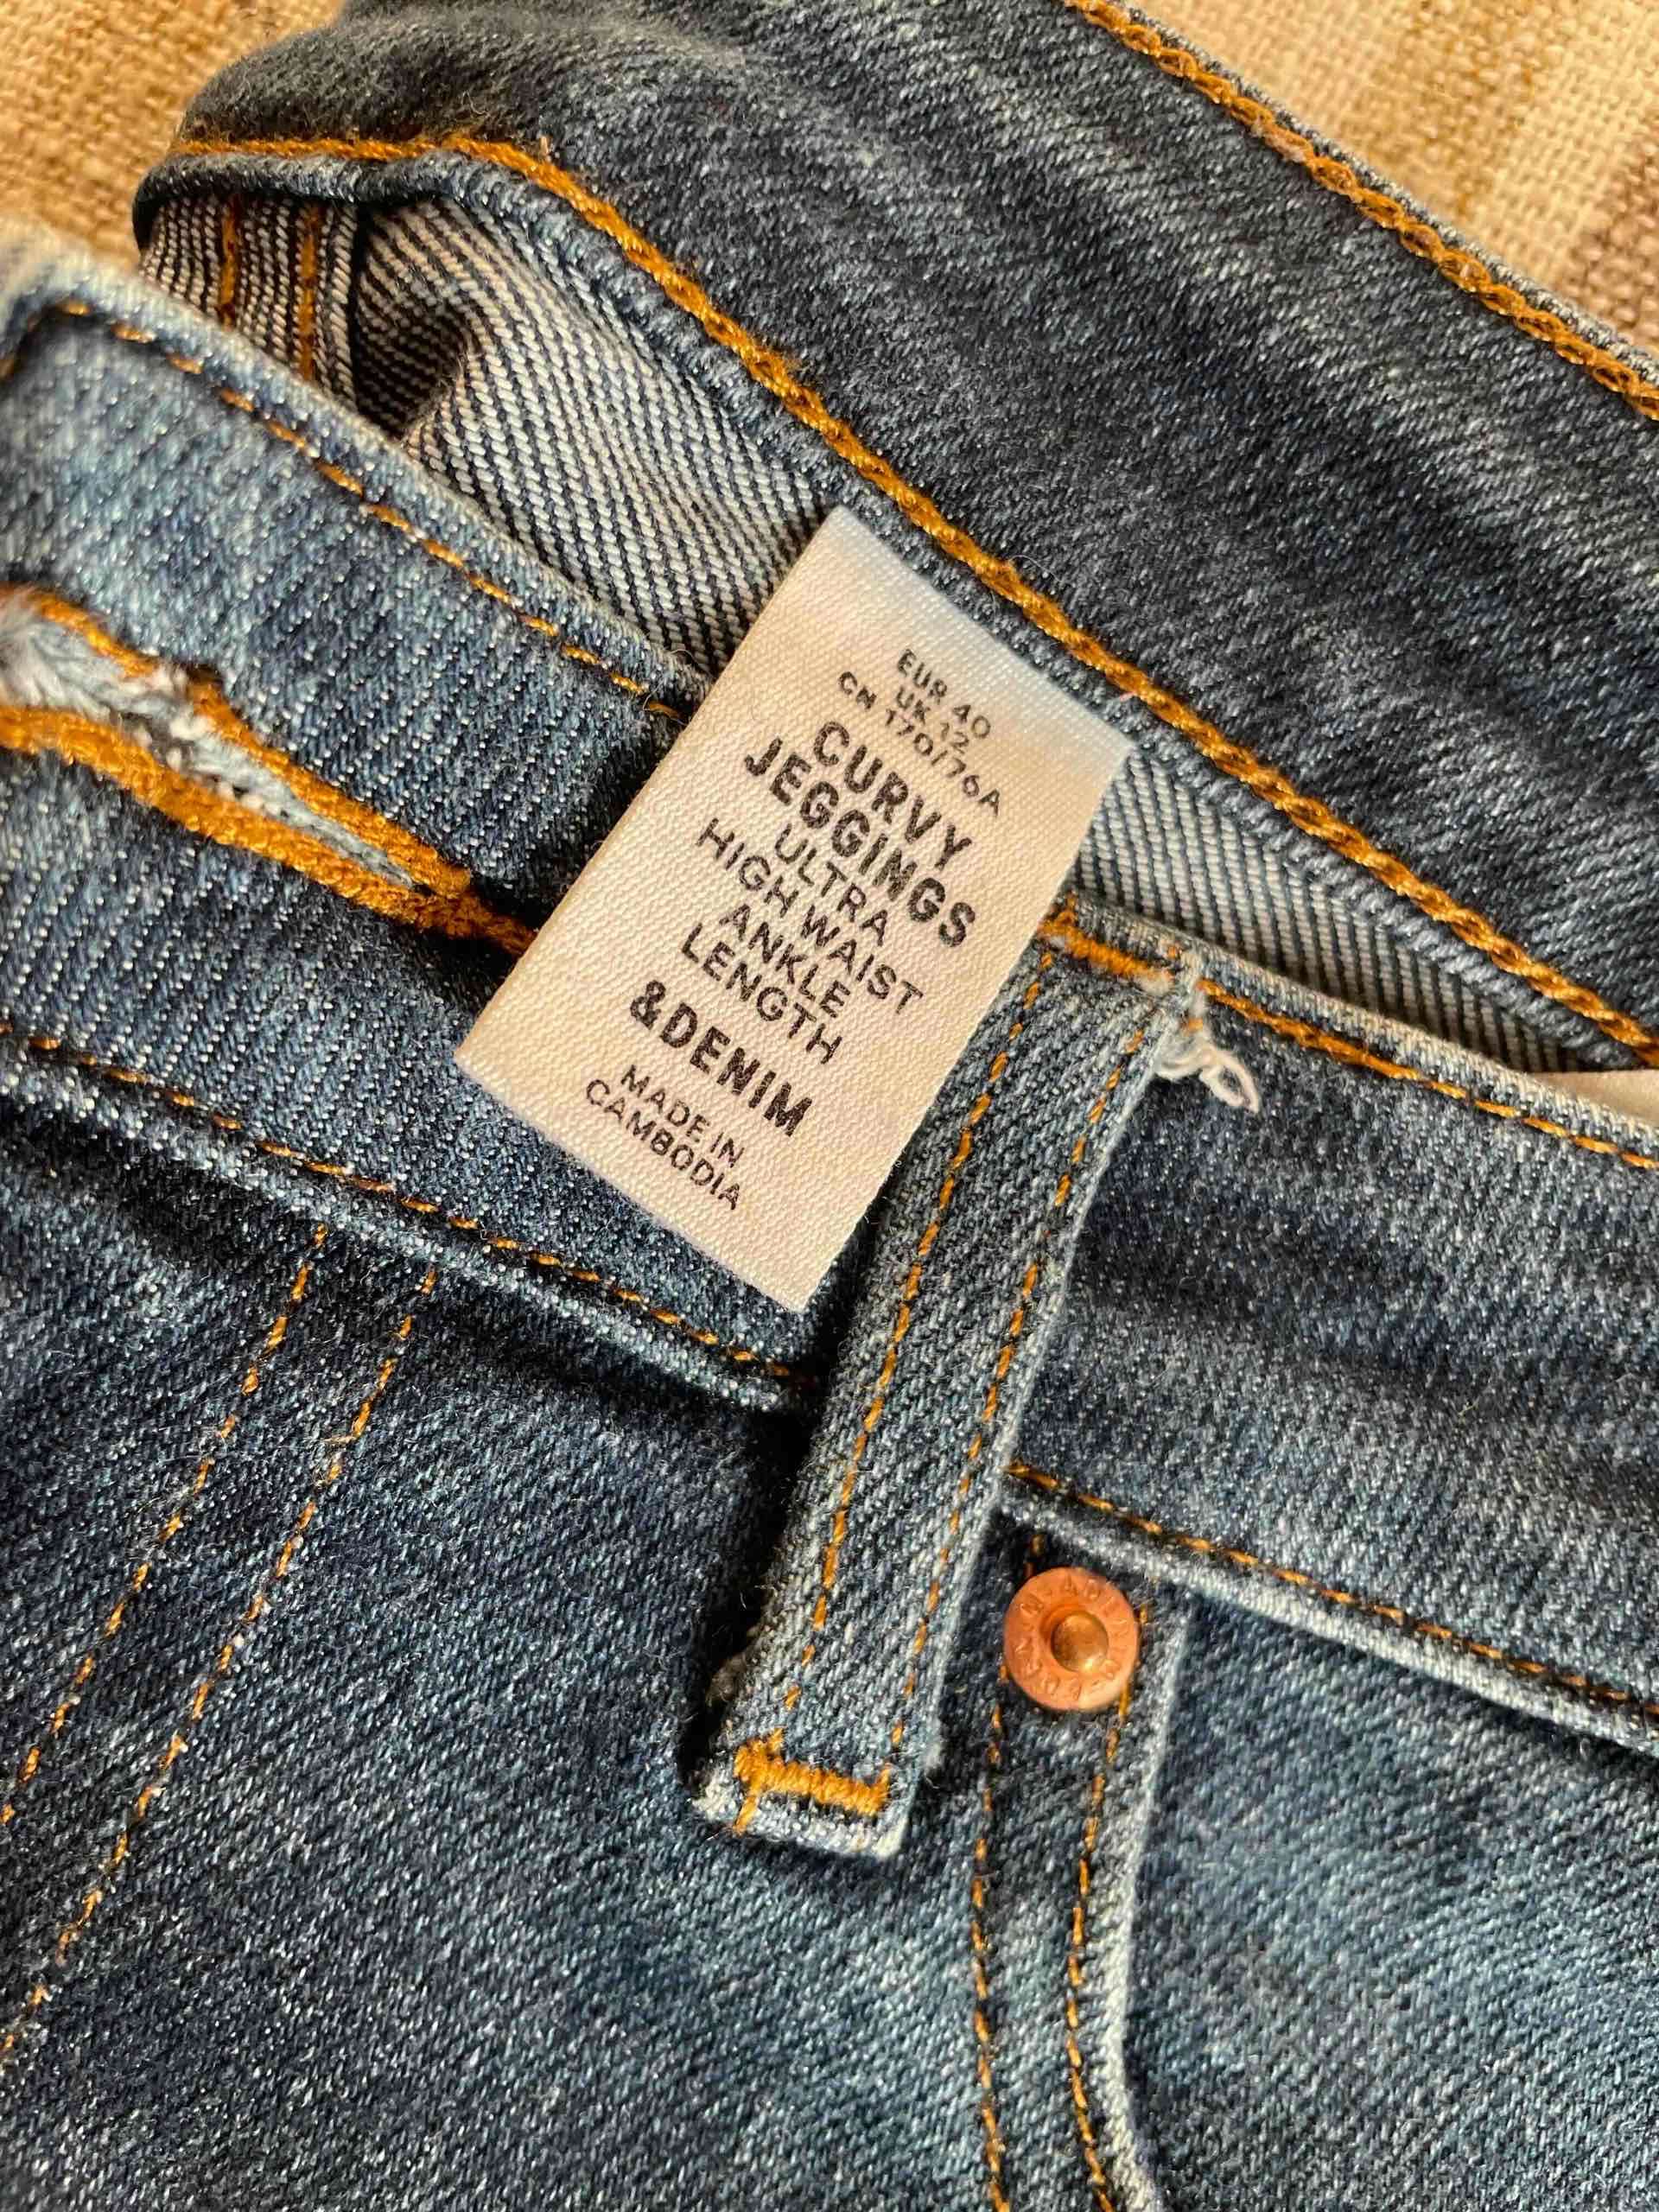 EUR 40
UK 12
CN 170/76A
CURVY
JEGGINGS
ULTRA
HIGH WAIST
ANKLE
LENGTH
&DENIM
MADE IN
CAMBODIA